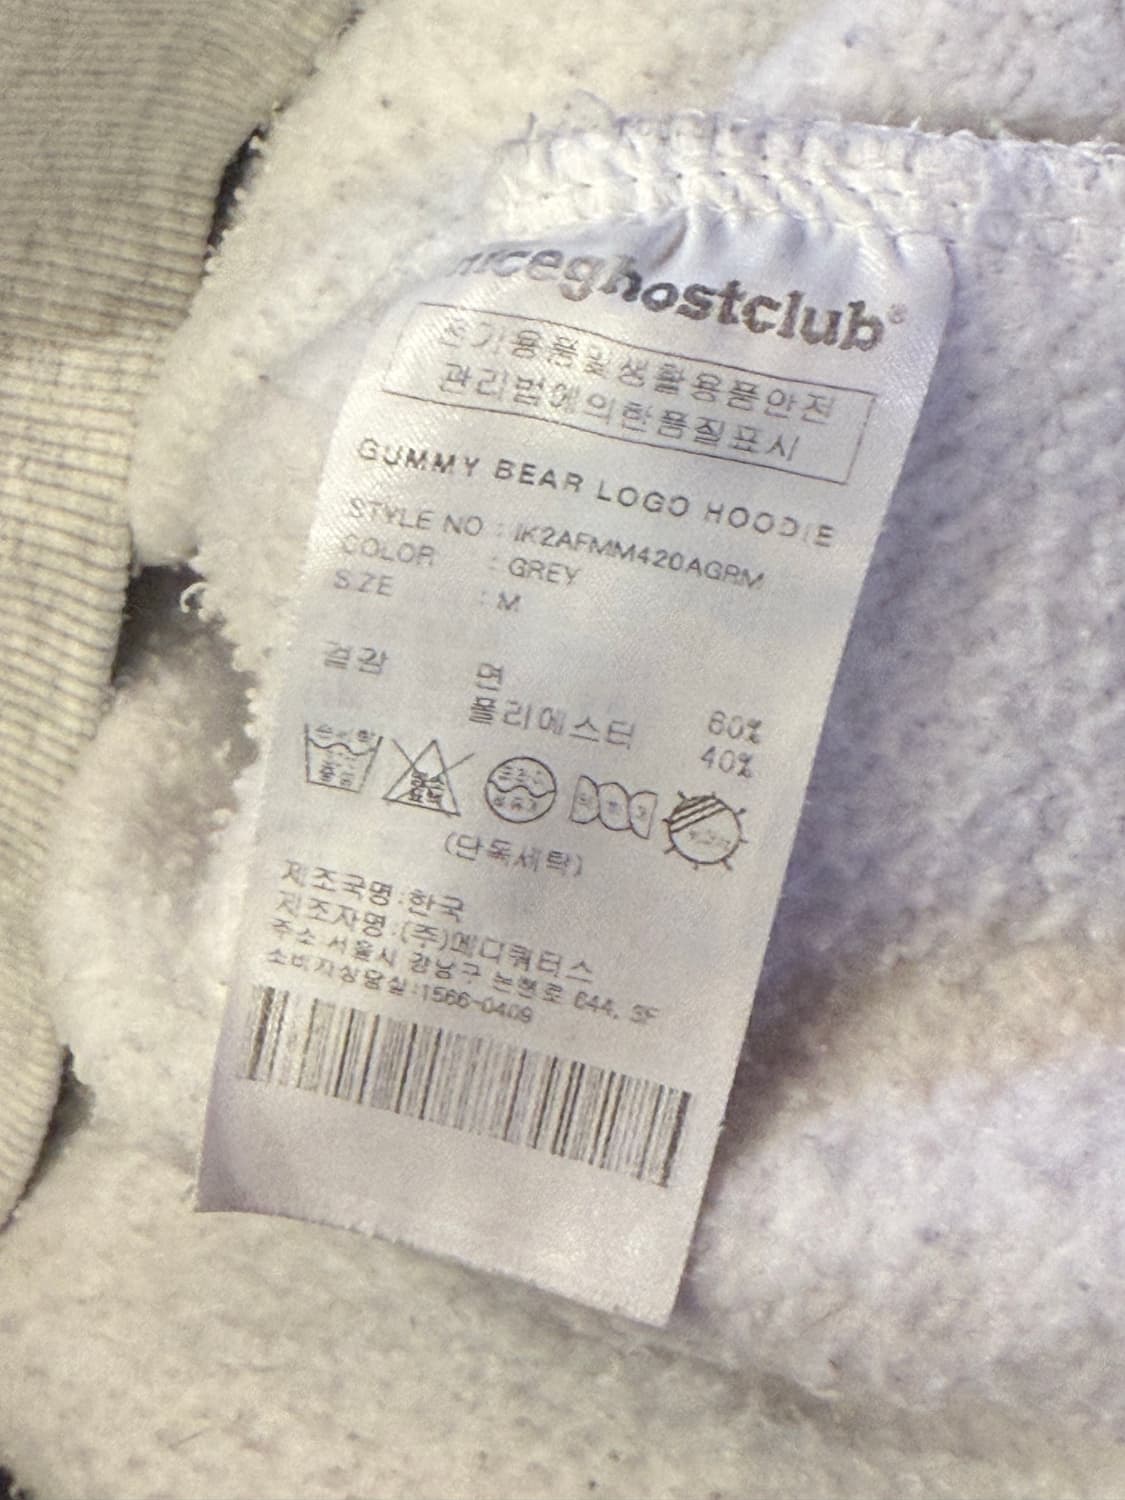 niceghostclub®
전기용품및생활용품안전
관리법에의한품질표시
GUMMY BEAR LOGO HOODIE
STYLE NO : IK2AFMM420AGRM
COLOR : GREY
SIZE : M
겉감 면 60%
폴리에스터 40%
(단독세탁)
제조국명:한국
제조자명:(주)에이디쿼터스
주소:서울시 강남구 논현로 644, 3F
소비자상담실:1566-0409